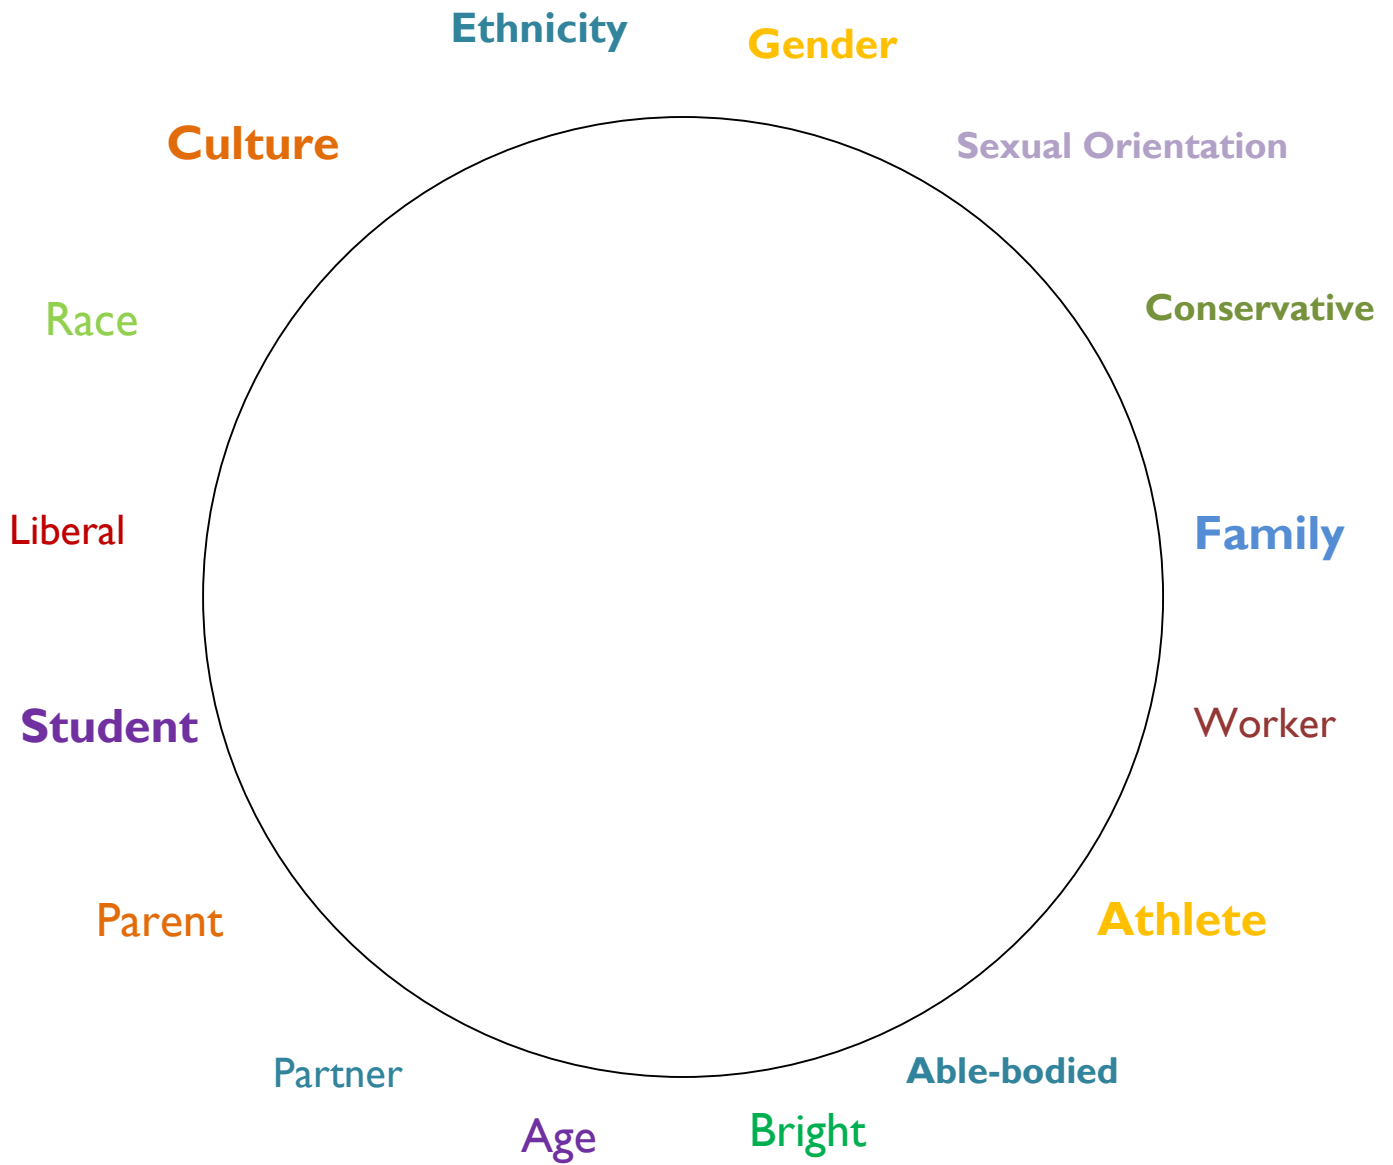 Ethnicity
Gender
Culture
Sexual Orientation
Race
Conservative
Liberal
Family
Student
Worker
Parent
Athlete
Partner
Able-bodied
Age
Bright